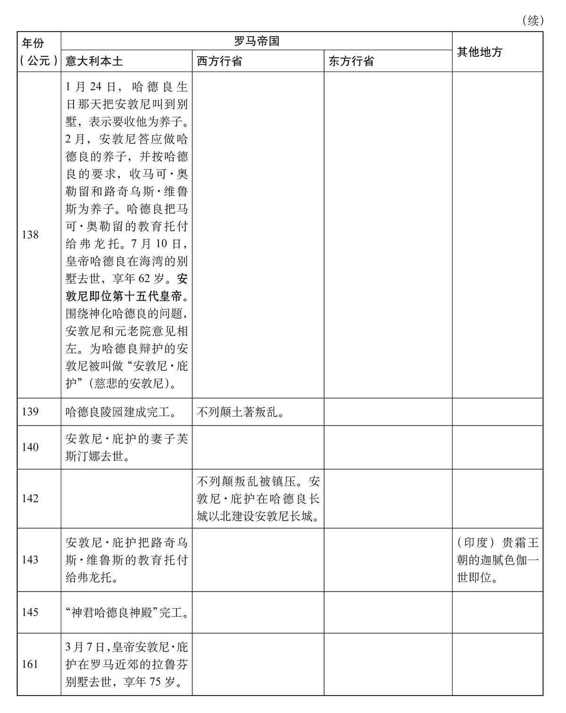 （续）
年份
（公元）
罗马帝国
其他地方
意大利本土
西方行省
东方行省
138
1 月 24 日，哈德良生
日那天把安敦尼叫到别
墅，表示要收他为养子。
2 月，安敦尼答应做哈
德良的养子，并按哈德
良的要求，收马可·奥
勒留和路奇乌斯·维鲁
斯为养子。哈德良把马
可·奥勒留的教育托付
给弗龙托。7 月 10 日，
皇帝哈德良在海湾的别
墅去世，享年 62 岁。安
敦尼即位第十五代皇帝。
围绕神化哈德良的问题，
安敦尼和元老院意见相
左。为哈德良辩护的安
敦尼被叫做“安敦尼·庇
护”（慈悲的安敦尼）。
139
哈德良陵园建成完工。
不列颠土著叛乱。
140
安敦尼·庇护的妻子芙
斯汀娜去世。
142
不列颠叛乱被镇压。安
敦尼·庇护在哈德良长
城以北建设安敦尼长城。
143
安敦尼·庇护把路奇乌
斯·维鲁斯的教育托付
给弗龙托。
（印度）贵霜王
朝的迦腻色伽一
世即位。
145
“神君哈德良神殿”完工。
161
3 月 7 日，皇帝安敦尼·庇
护在罗马近郊的拉鲁芬
别墅去世，享年 75 岁。